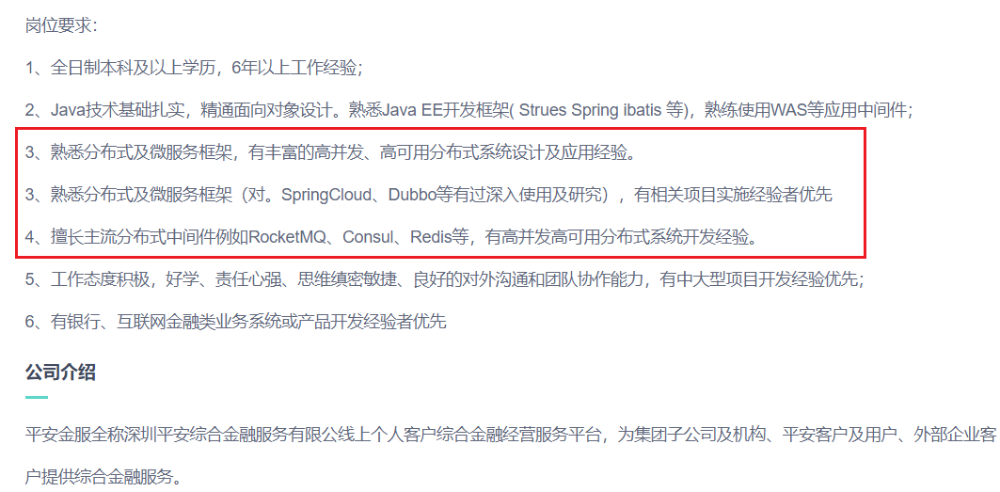 岗位要求：
1、全日制本科及以上学历，6年以上工作经验；
2、Java技术基础扎实，精通面向对象设计。熟悉Java EE开发框架( Strues Spring ibatis 等)，熟练使用WAS等应用中间件；
3、熟悉分布式及微服务框架，有丰富的高并发、高可用分布式系统设计及应用经验。
3、熟悉分布式及微服务框架（对。SpringCloud、Dubbo等有过深入使用及研究），有相关项目实施经验者优先
4、擅长主流分布式中间件例如RocketMQ、Consul、Redis等，有高并发高可用分布式系统开发经验。
5、工作态度积极，好学、责任心强、思维缜密敏捷、良好的对外沟通和团队协作能力，有中大型项目开发经验优先；
6、有银行、互联网金融类业务系统或产品开发经验者优先
公司介绍
平安金服全称深圳平安综合金融服务有限公线上个人客户综合金融经营服务平台，为集团子公司及机构、平安客户及用户、外部企业客
户提供综合金融服务。